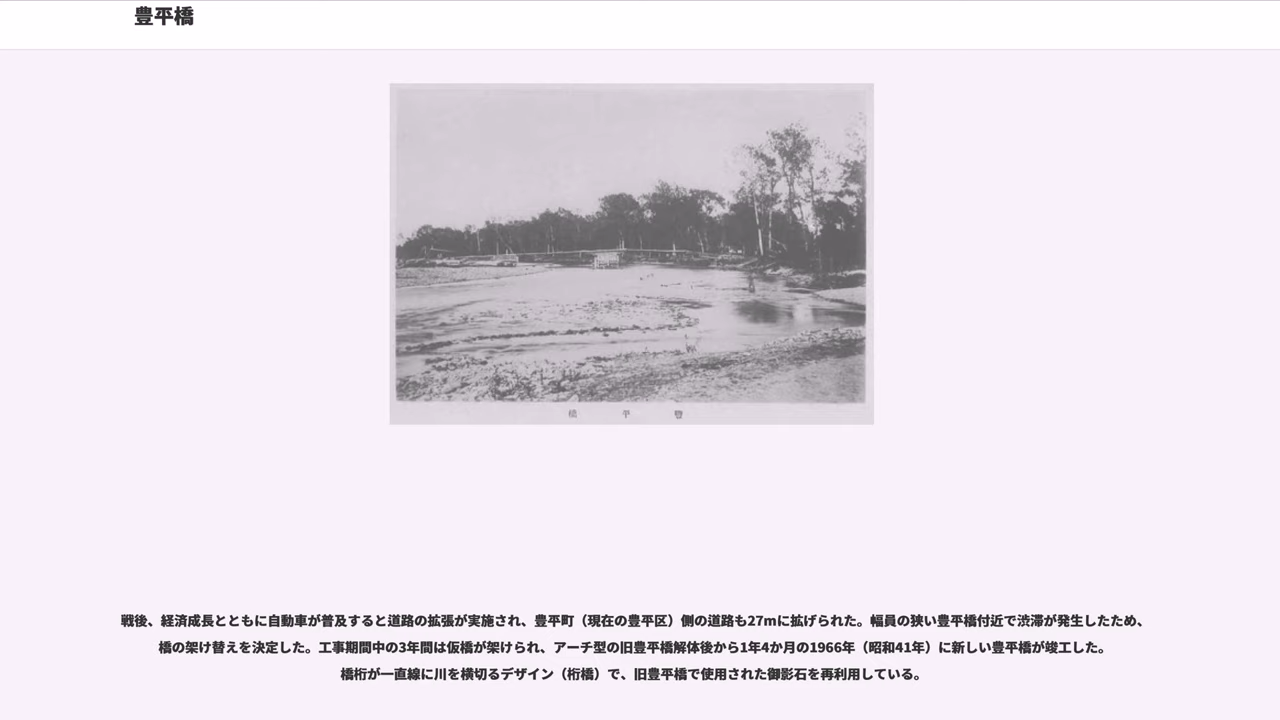 豊平橋
橋 平 豐
戦後、経済成長とともに自動車が普及すると道路の拡張が実施され、豊平町（現在の豊平区）側の道路も27mに拡げられた。幅員の狭い豊平橋付近で渋滞が発生したため、
橋の架け替えを決定した。工事期間中の3年間は仮橋が架けられ、アーチ型の旧豊平橋解体後から1年4か月の1966年（昭和41年）に新しい豊平橋が竣工した。
橋桁が一直線に川を横切るデザイン（桁橋）で、旧豊平橋で使用された御影石を再利用している。